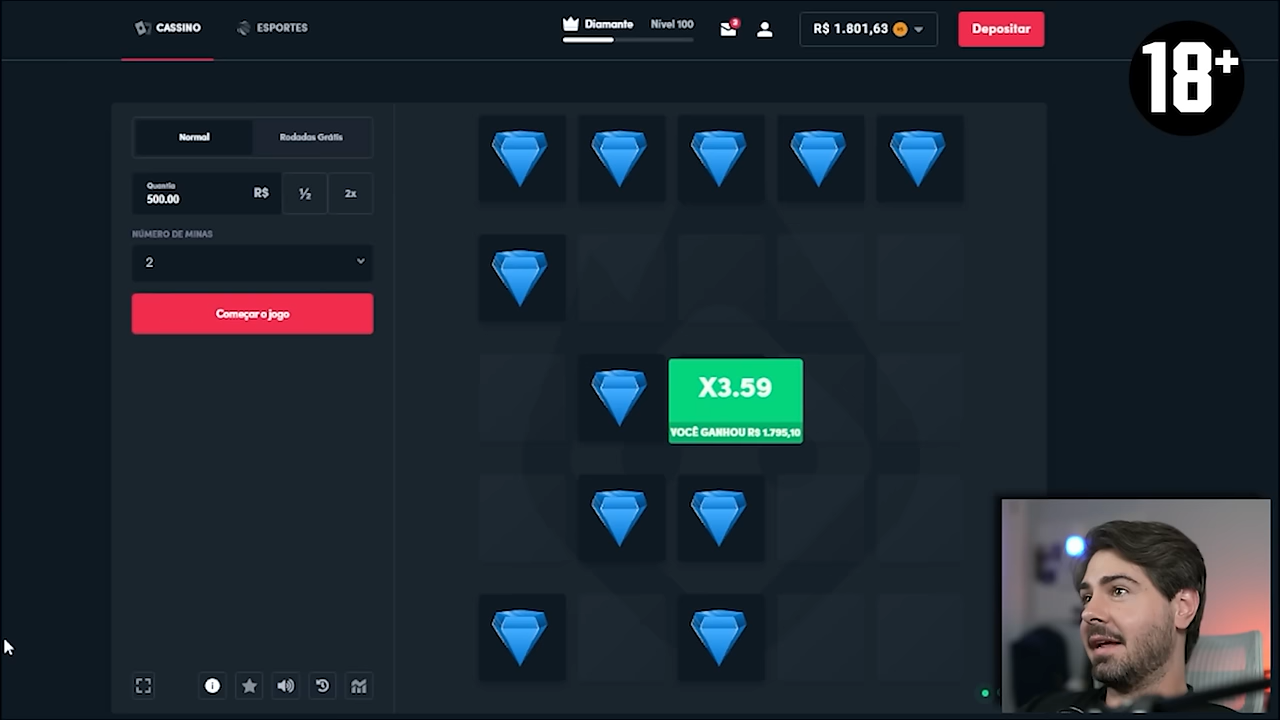 CASSINO
ESPORTES
Diamante
Nível 100
3
R$ 1.801,63
Depositar
18+
Normal
Rodadas Grátis
Quantia
500.00
R$
½
2x
NÚMERO DE MINAS
2
Começar o jogo
X3.59
VOCÊ GANHOU R$ 1.795,10